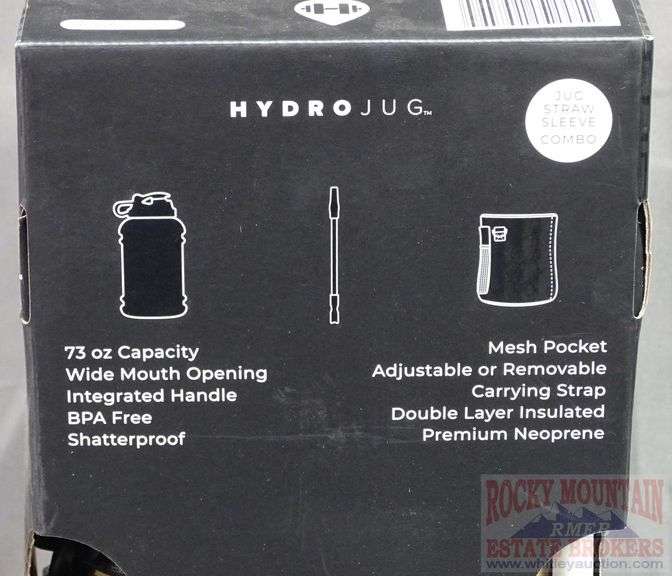 HYDROJUG™
JUG
STRAW
SLEEVE
COMBO
73 oz Capacity
Wide Mouth Opening
Integrated Handle
BPA Free
Shatterproof
Mesh Pocket
Adjustable or Removable
Carrying Strap
Double Layer Insulated
Premium Neoprene
ROCKY MOUNTAIN
RMEB
ESTATE BROKERS
www.whitleyauction.com